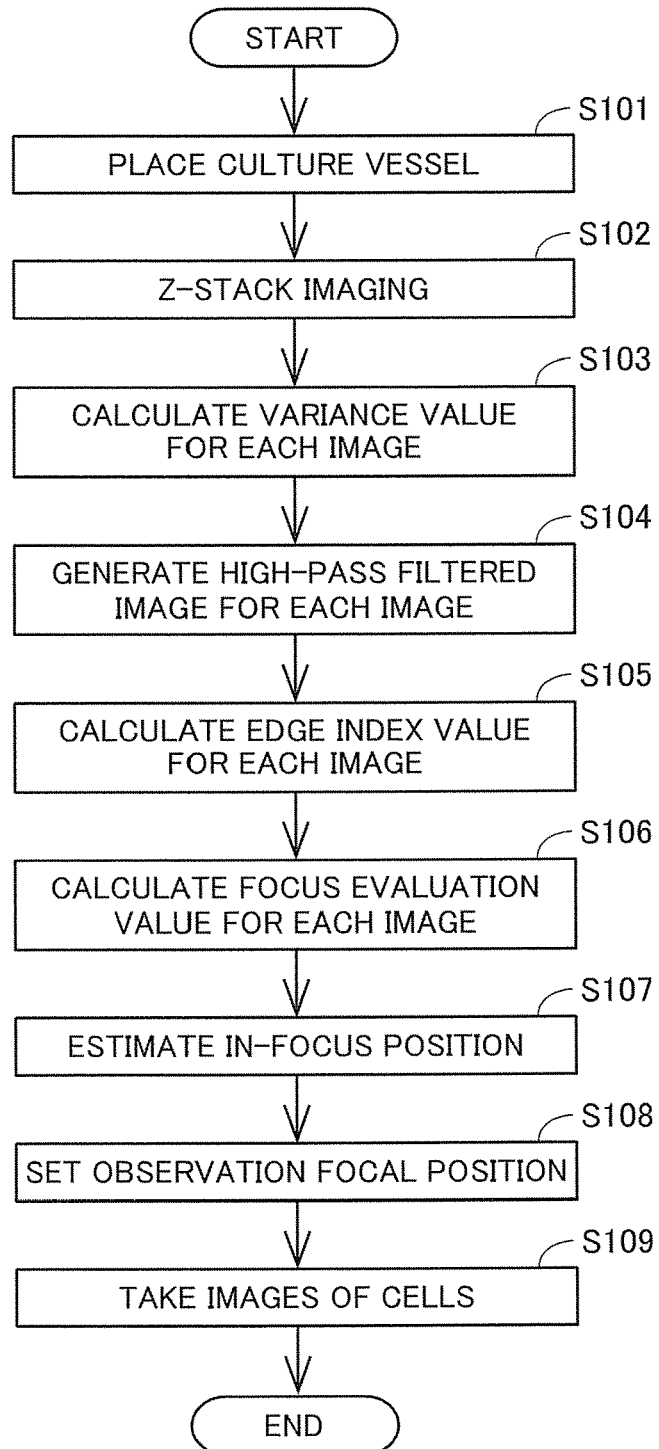 START
S101
PLACE CULTURE VESSEL
S102
Z-STACK IMAGING
S103
CALCULATE VARIANCE VALUE
FOR EACH IMAGE
S104
GENERATE HIGH-PASS FILTERED
IMAGE FOR EACH IMAGE
S105
CALCULATE EDGE INDEX VALUE
FOR EACH IMAGE
S106
CALCULATE FOCUS EVALUATION
VALUE FOR EACH IMAGE
S107
ESTIMATE IN-FOCUS POSITION
S108
SET OBSERVATION FOCAL POSITION
S109
TAKE IMAGES OF CELLS
END